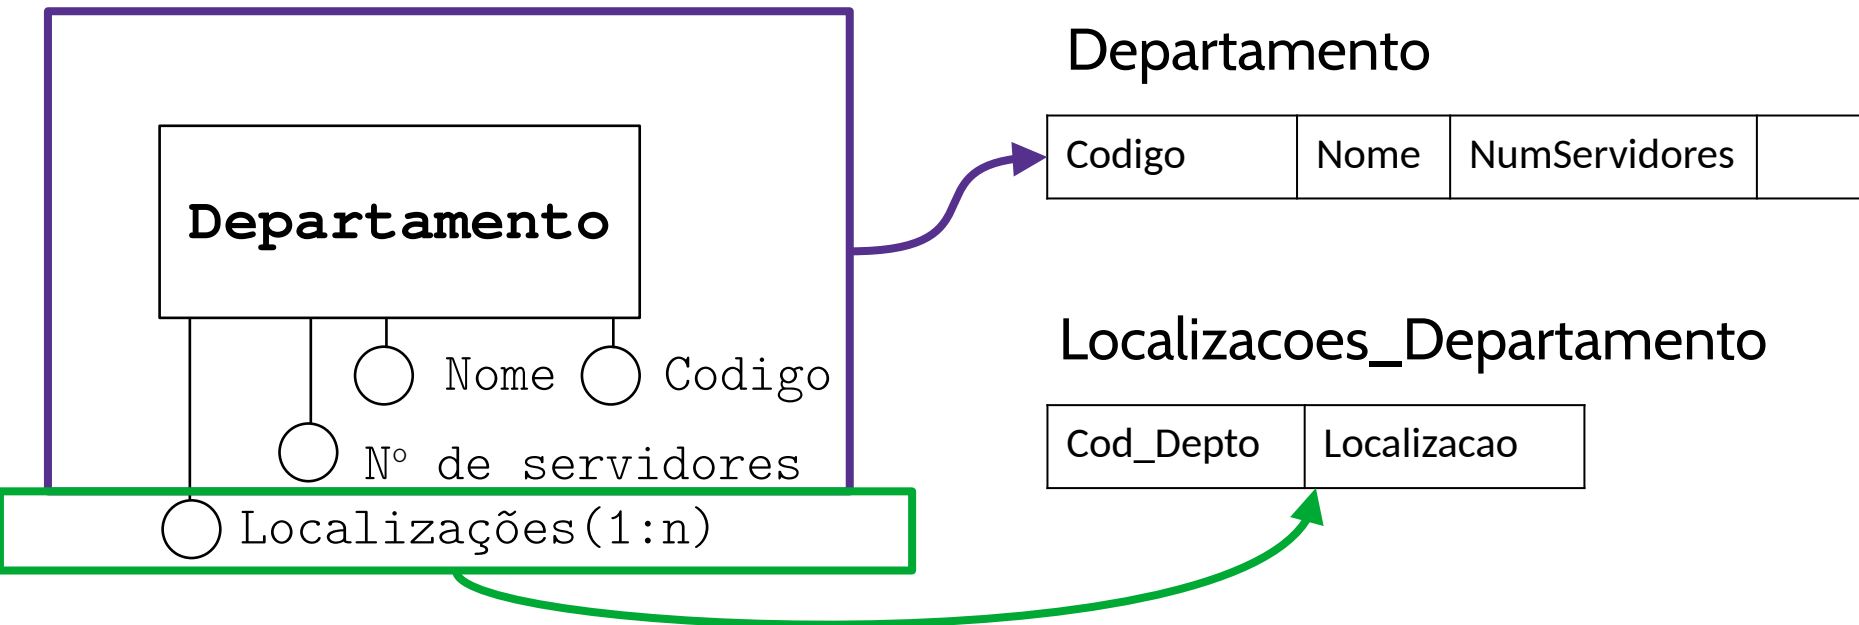 Departamento
Nome
Codigo
Nº de servidores
Localizações(1:n)
Departamento
Codigo Nome NumServidores
Localizacoes_Departamento
Cod_Depto Localizacao